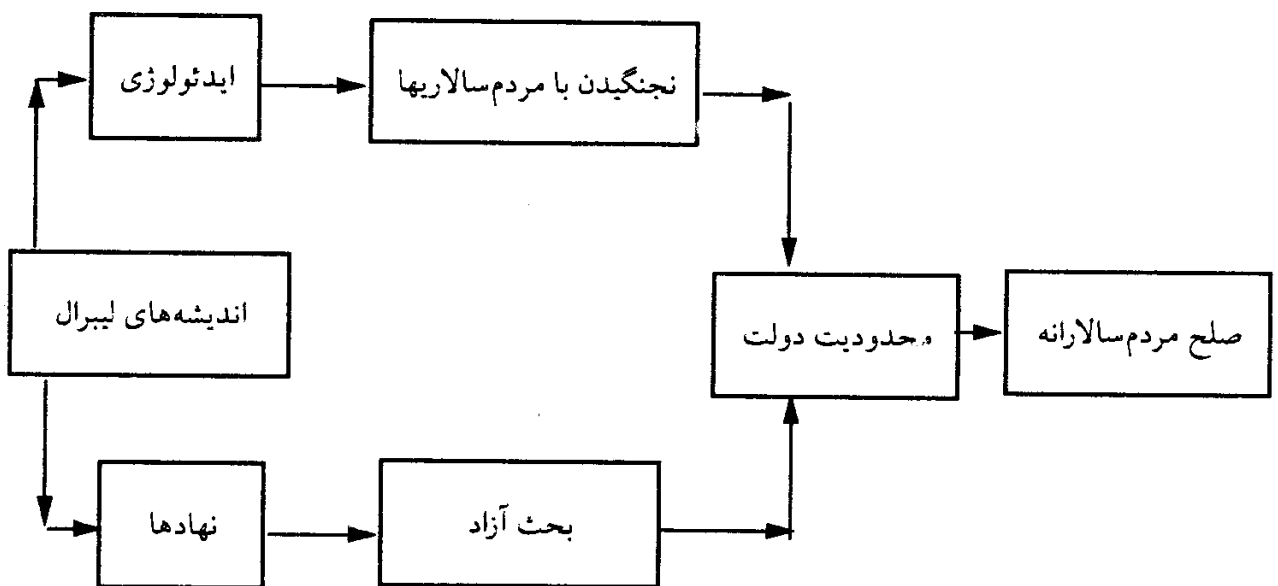 ایدئولوژی
نجنگیدن با مردم‌سالاریها
اندیشه‌های لیبرال
محدودیت دولت
صلح مردم‌سالارانه
نهادها
بحث آزاد